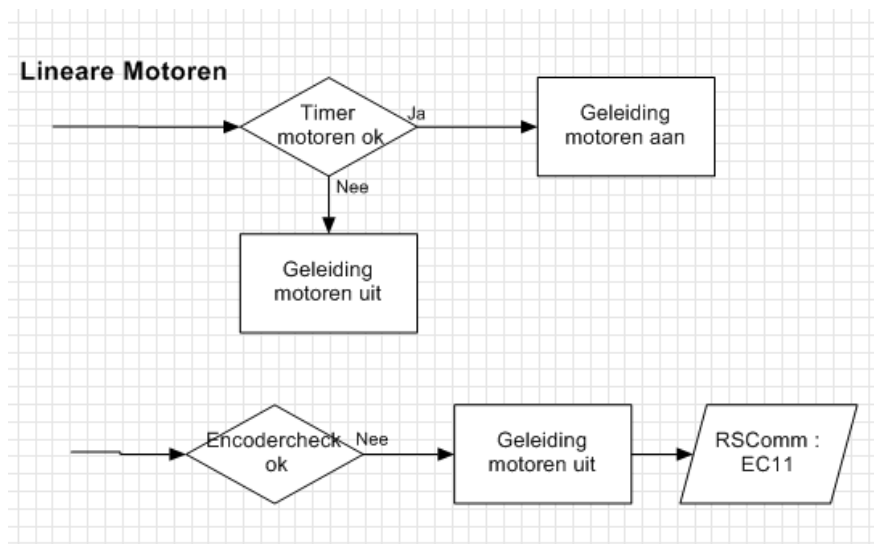 Lineare Motoren
Timer
motoren ok
Ja
Geleiding
motoren aan
Nee
Geleiding
motoren uit
Encodercheck
ok
Nee
Geleiding
motoren uit
RSComm :
EC11